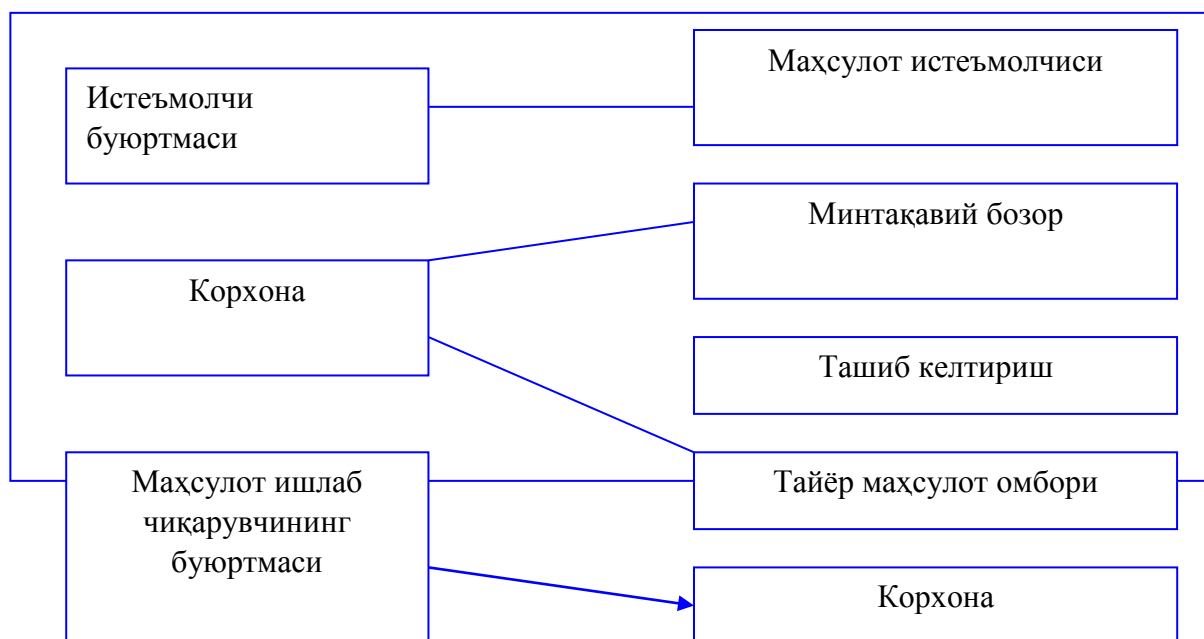 Маҳсулот истеъмолчиси
Истеъмолчи
буюртмаси
Минтақавий бозор
Корхона
Ташиб келтириш
Маҳсулот ишлаб
чиқарувчининг
буюртмаси
Тайёр маҳсулот омбори
Корхона